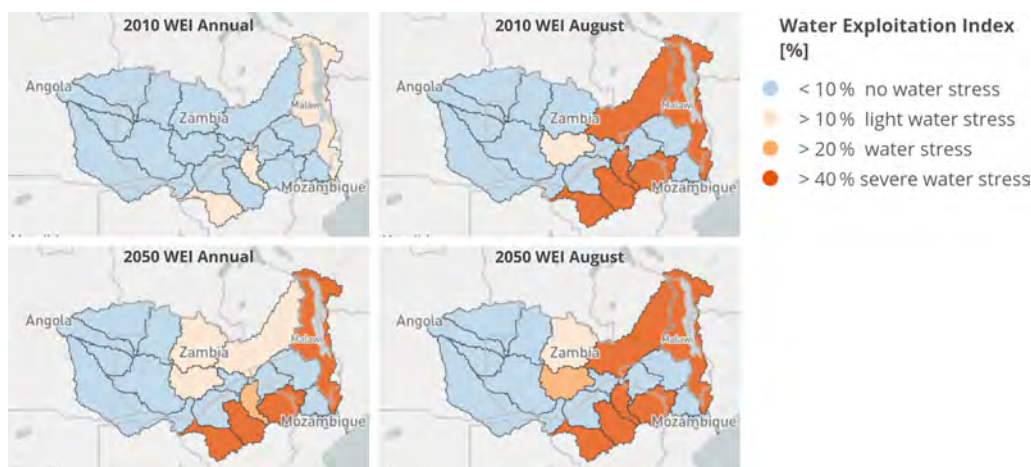 2010 WEI Annual
Angola
Zambia
Malawi
Mozambique
2010 WEI August
Angola
Zambia
Malawi
Mozambique
Water Exploitation Index
[%]
< 10 % no water stress
> 10 % light water stress
> 20 % water stress
> 40 % severe water stress
2050 WEI Annual
Angola
Zambia
Malawi
Mozambique
2050 WEI August
Angola
Zambia
Malawi
Mozambique